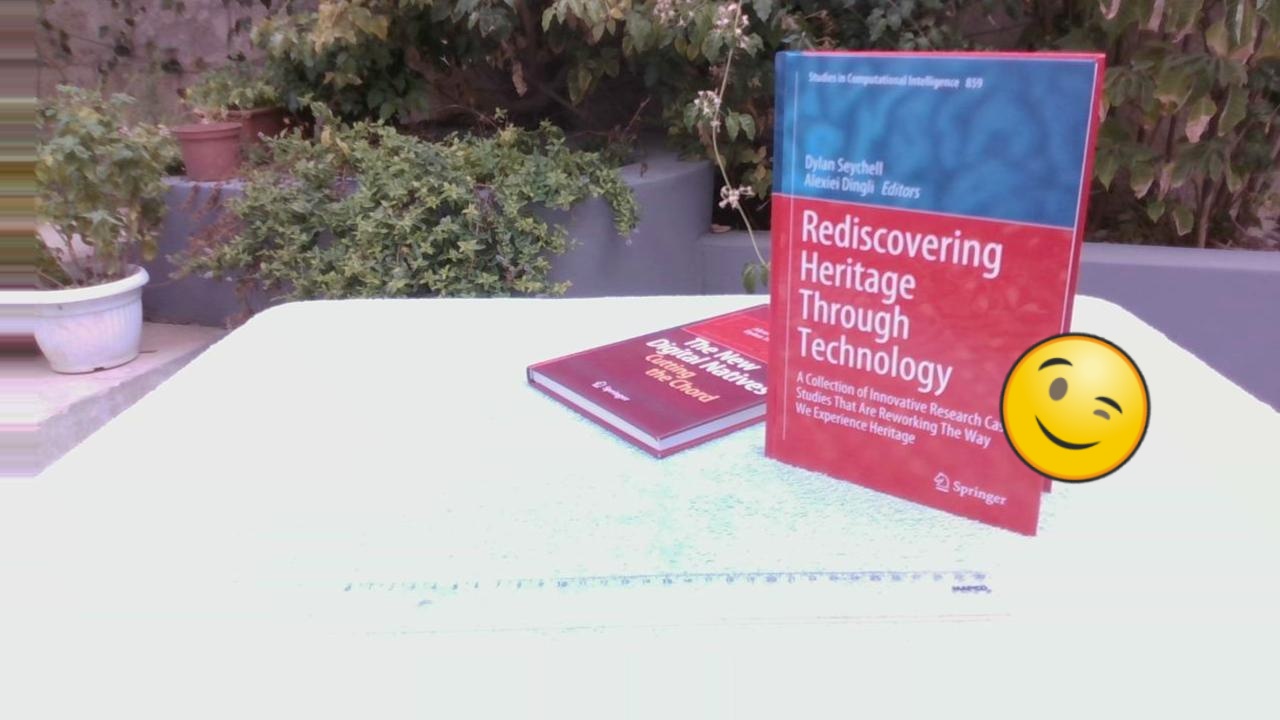 Studies in Computational Intelligence 859
Dylan Seychell
Alexiei Dingli Editors
Rediscovering
Heritage
Through
Technology
A Collection of Innovative Research
Studies That Are Reworking The Way
We Experience Heritage
Springer
The New
Digital Natives
Cutting
the Chord
Springer